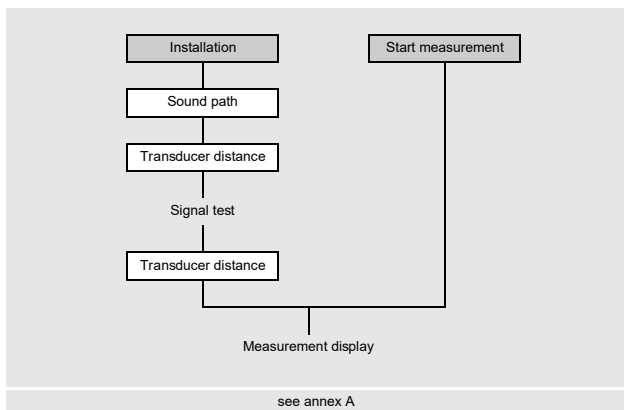 Installation
Start measurement
Sound path
Transducer distance
Signal test
Transducer distance
Measurement display
see annex A